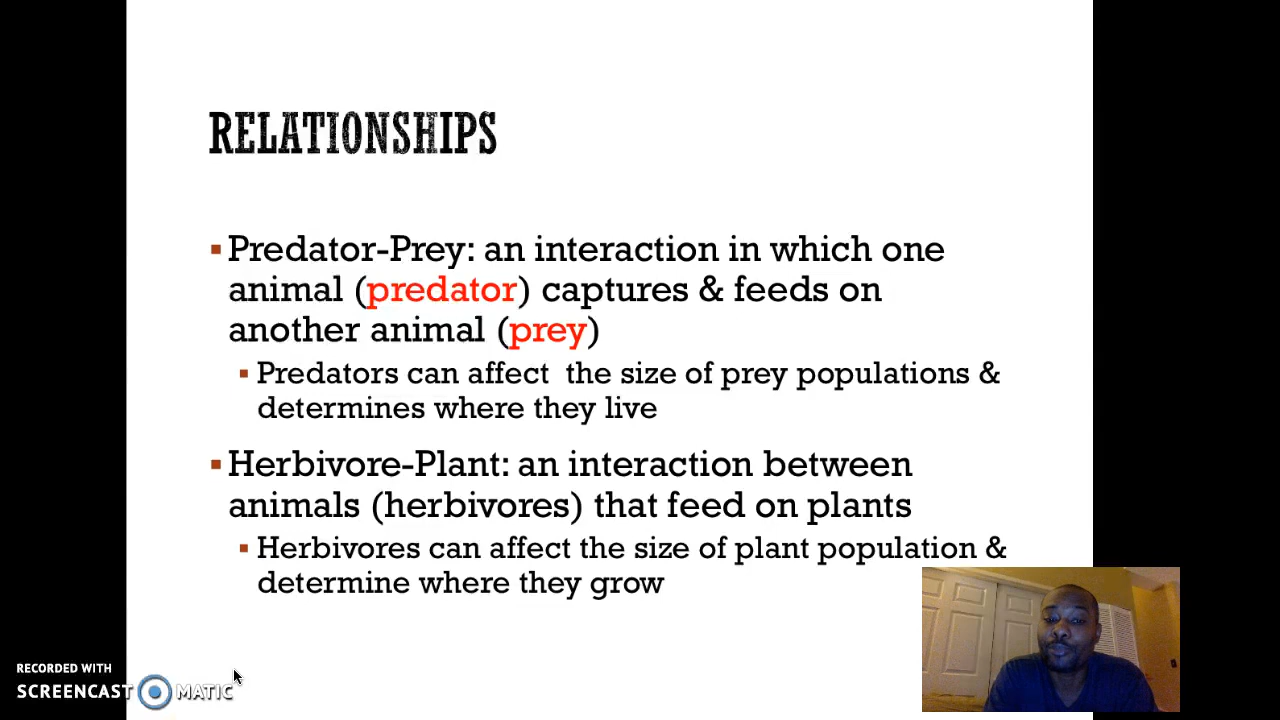 RELATIONSHIPS
Predator-Prey: an interaction in which one
animal (predator) captures & feeds on
another animal (prey)
Predators can affect  the size of prey populations &
determines where they live
Herbivore-Plant: an interaction between
animals (herbivores) that feed on plants
Herbivores can affect the size of plant population &
determine where they grow
RECORDED WITH
SCREENCAST MATIC